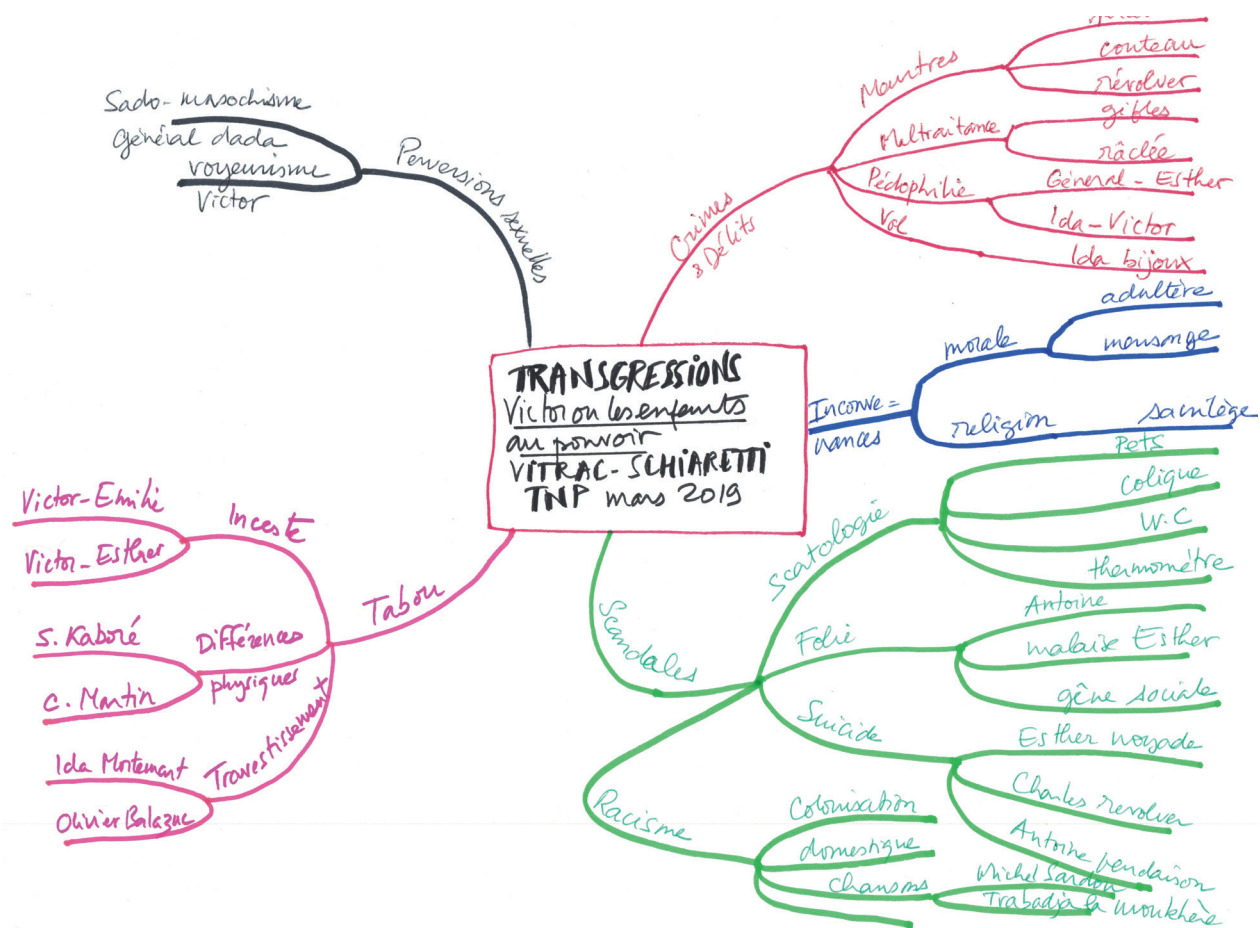 TRANSGRESSIONS
Victor ou les enfants
au pouvoir
VITRAC-SCHIARETTI
TNP mars 2019
Perversions sexuelles
Sado-masochisme
Général dada
voyeurisme
Victor
Crimes
& Délits
Meurtres
couteau
révolver
Maltraitance
gifles
râclée
Pédophilie
Géneral-Esther
Ida-Victor
Vol
Ida bijoux
Inconve=
nances
morale
adultère
mensonge
religion
sacrilège
Scandales
Scatologie
Pets
Colique
W.C
thermomètre
Folie
Antoine
malaise Esther
gêne sociale
Suicide
Esther noyade
Charles revolver
Antoine pendaison
Racisme
Colonisation
domestique
Chansons
Michel Sardou
Trabadja la moukhère
Tabou
Inceste
Victor-Emilie
Victor-Esther
Différences
physiques
S. Kaboré
C. Martin
Travestissement
Ida Mortemart
Olivier Balazuc